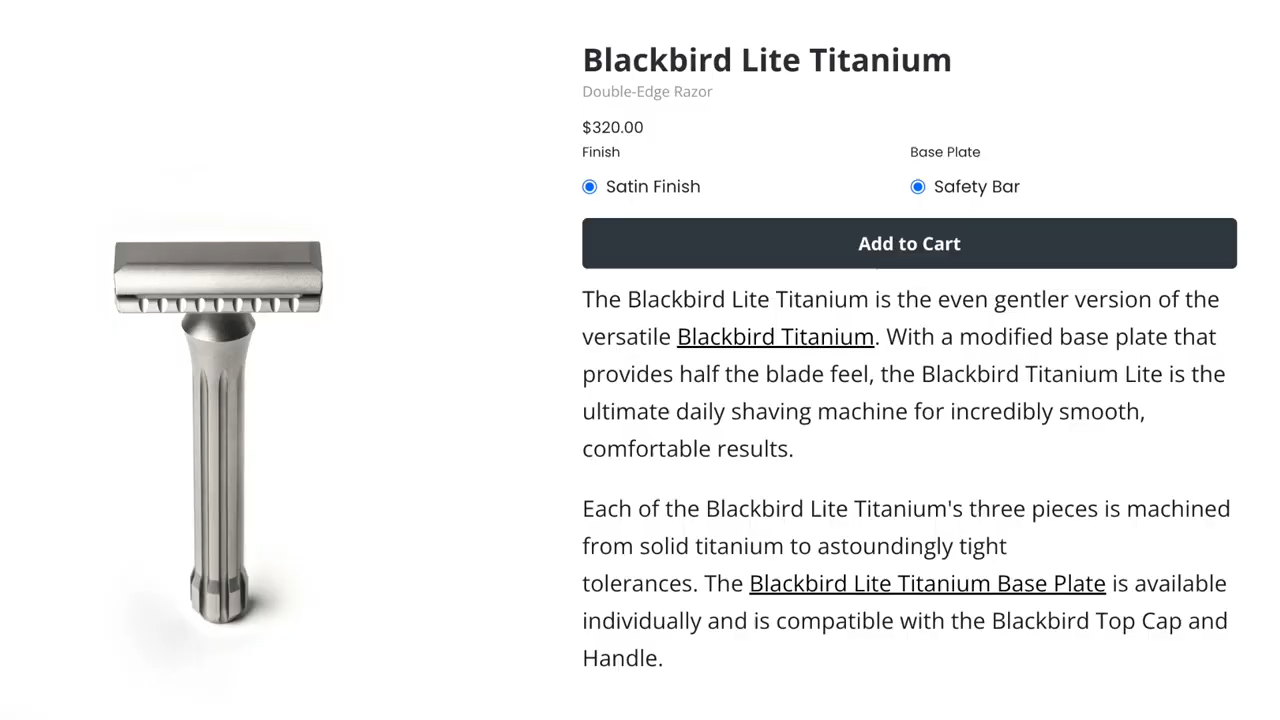 Blackbird Lite Titanium
Double-Edge Razor
$320.00
Finish
Base Plate
Satin Finish
Safety Bar
Add to Cart
The Blackbird Lite Titanium is the even gentler version of the
versatile Blackbird Titanium. With a modified base plate that
provides half the blade feel, the Blackbird Titanium Lite is the
ultimate daily shaving machine for incredibly smooth,
comfortable results.
Each of the Blackbird Lite Titanium's three pieces is machined
from solid titanium to astoundingly tight
tolerances. The Blackbird Lite Titanium Base Plate is available
individually and is compatible with the Blackbird Top Cap and
Handle.